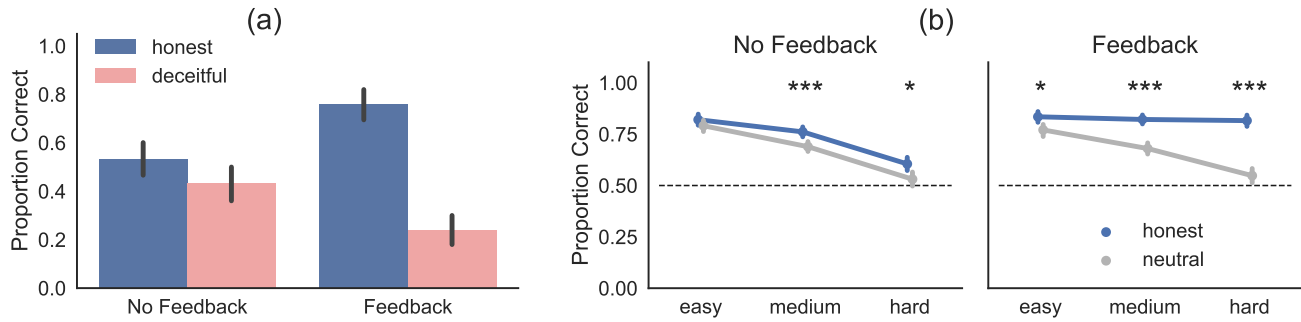 (a)
honest
deceitful
Proportion Correct
1.0
0.8
0.6
0.4
0.2
0.0
No Feedback Feedback
(b)
No Feedback Feedback
Proportion Correct
1.00
0.75
0.50
0.25
0.00
*** *
* *** ***
honest
neutral
easy medium hard
easy medium hard